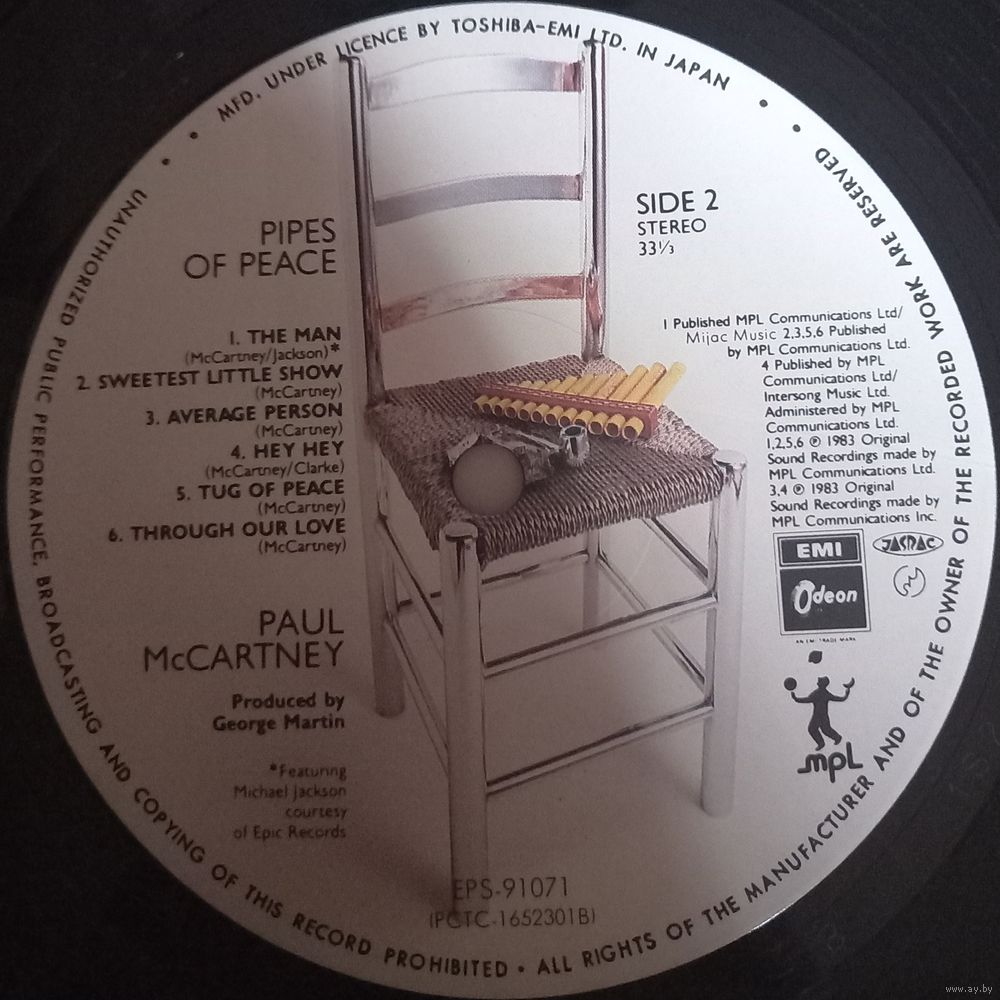 MFD. UNDER LICENCE BY TOSHIBA-EMI LTD. IN JAPAN
PIPES
OF PEACE
1. THE MAN
(McCartney/Jackson)*
2. SWEETEST LITTLE SHOW
(McCartney)
3. AVERAGE PERSON
(McCartney)
4. HEY HEY
(McCartney/Clarke)
5. TUG OF PEACE
(McCartney)
6. THROUGH OUR LOVE
(McCartney)
PAUL
McCARTNEY
Produced by
George Martin
*Featuring
Michael Jackson
courtesy
of Epic Records
SIDE 2
STEREO
33⅓
1 Published MPL Communications Ltd/
Mijac Music 2,3,5,6 Published
by MPL Communications Ltd.
4 Published by MPL
Communications Ltd/
Intersong Music Ltd.
Administered by MPL
Communications Ltd.
1,2,5,6 ℗ 1983 Original
Sound Recordings made by
MPL Communications Ltd.
3,4 ℗ 1983 Original
Sound Recordings made by
MPL Communications Inc.
EMI
JASRAC
Odeon
AN EMI TRADE MARK
mpL
EPS-91071
(PCTC-1652301B)
UNAUTHORIZED PUBLIC PERFORMANCE, BROADCASTING AND COPYING OF THIS RECORD PROHIBITED • ALL RIGHTS OF THE MANUFACTURER AND OF THE OWNER OF THE RECORDED WORK ARE RESERVED
www.ay.by